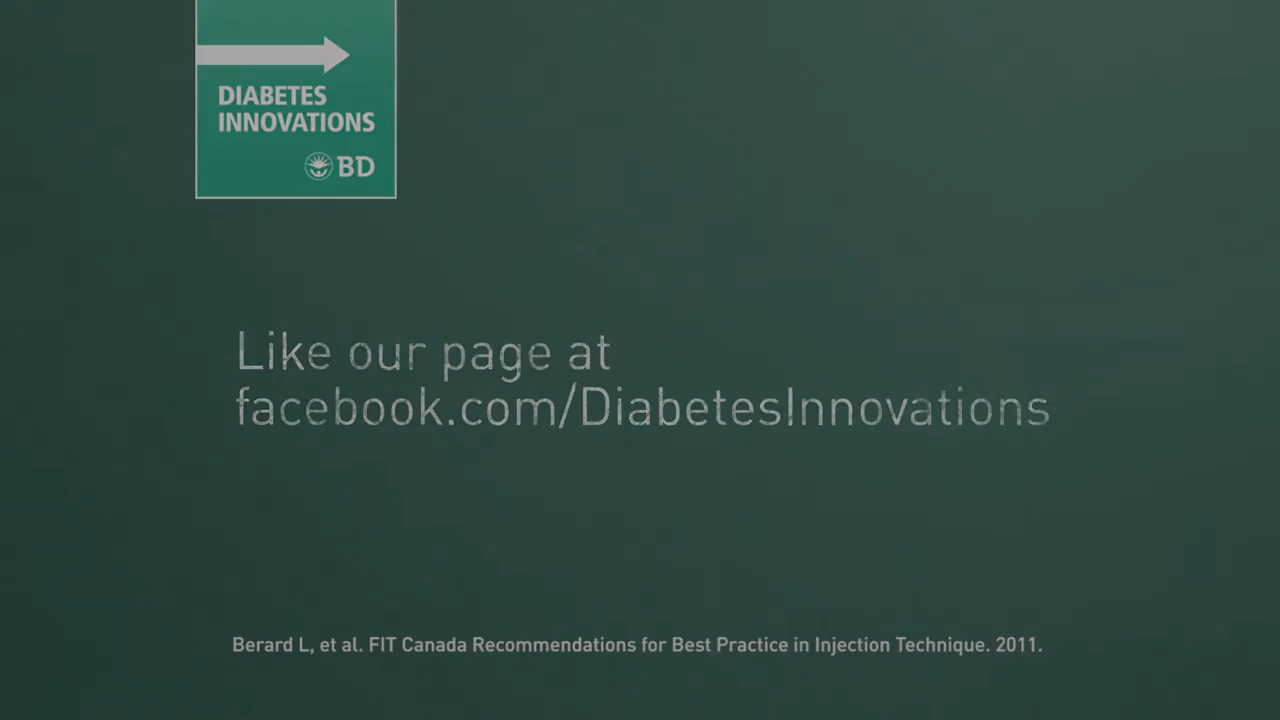 DIABETES
INNOVATIONS
BD
Like our page at
facebook.com/DiabetesInnovations
Berard L, et al. FIT Canada Recommendations for Best Practice in Injection Technique. 2011.